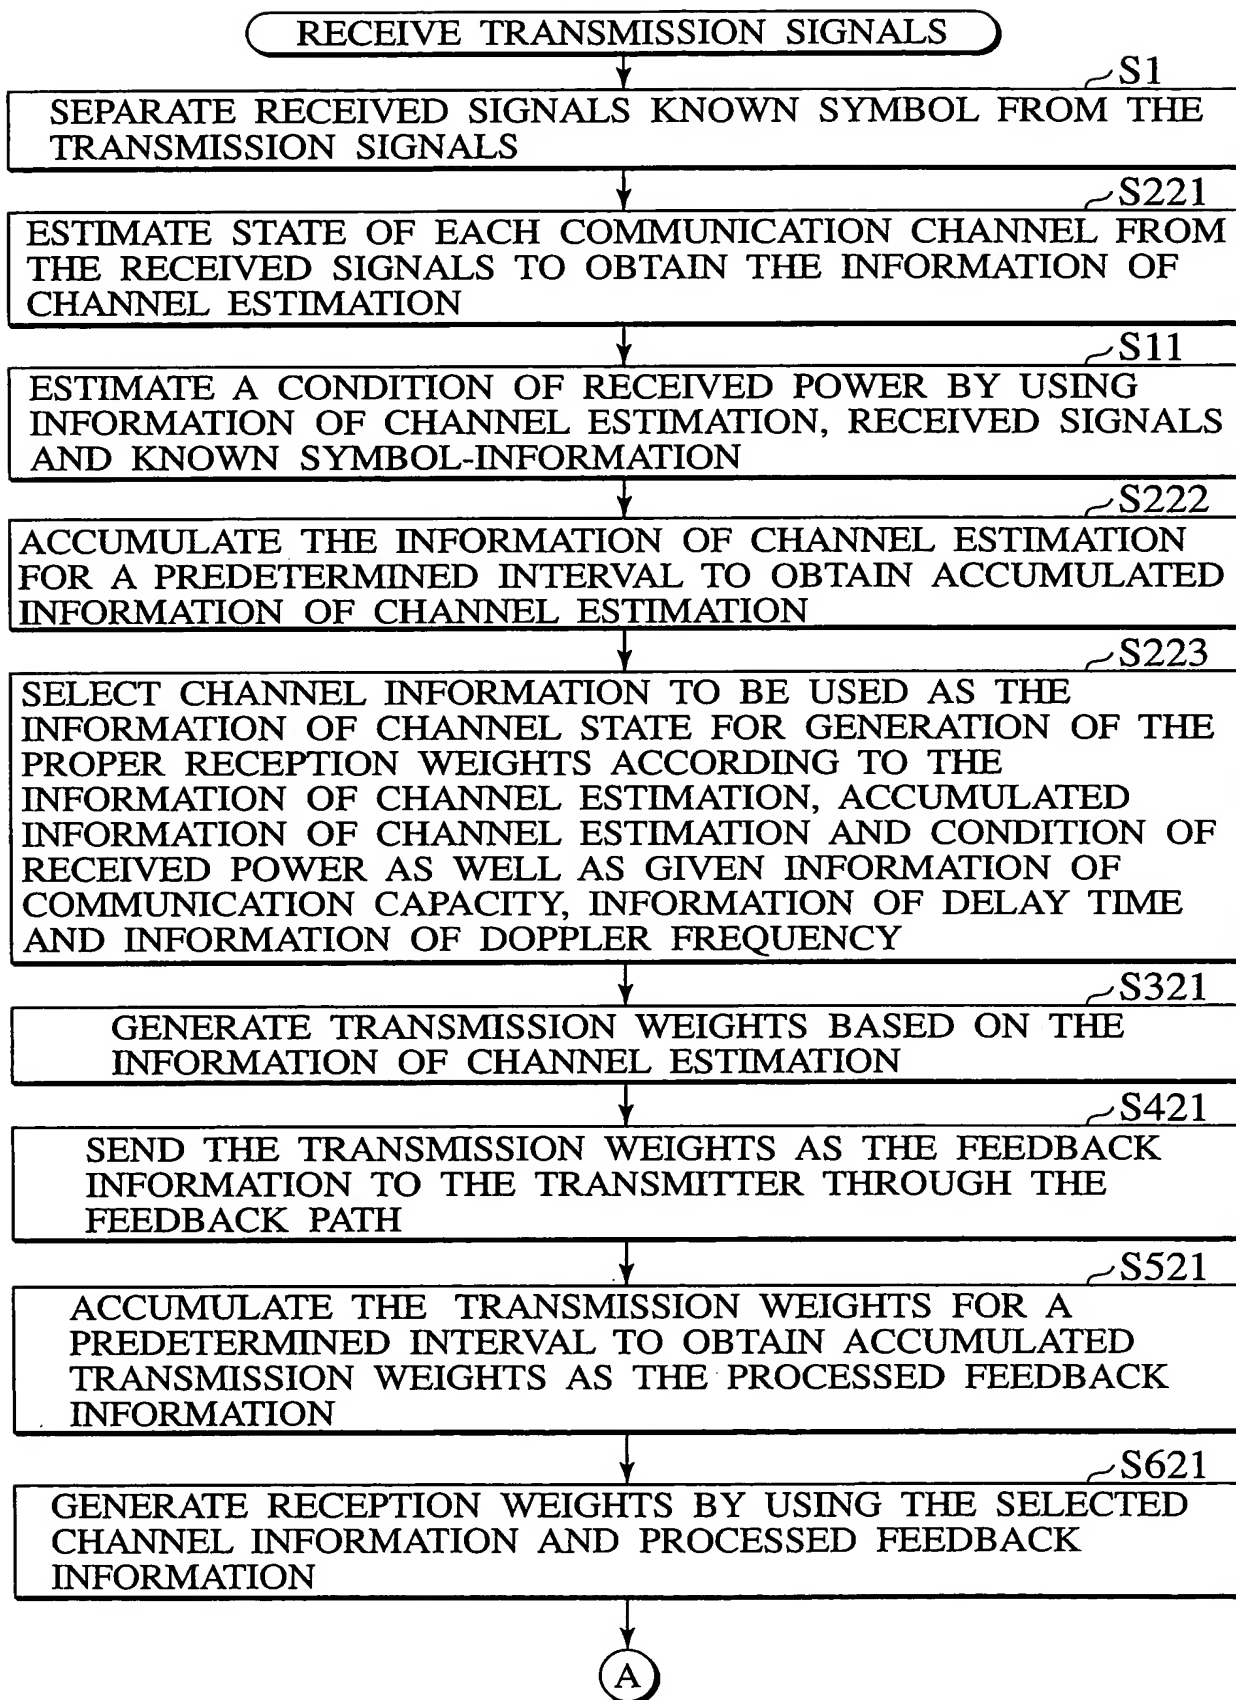 RECEIVE TRANSMISSION SIGNALS
S1
SEPARATE RECEIVED SIGNALS KNOWN SYMBOL FROM THE
TRANSMISSION SIGNALS
S221
ESTIMATE STATE OF EACH COMMUNICATION CHANNEL FROM
THE RECEIVED SIGNALS TO OBTAIN THE INFORMATION OF
CHANNEL ESTIMATION
S11
ESTIMATE A CONDITION OF RECEIVED POWER BY USING
INFORMATION OF CHANNEL ESTIMATION, RECEIVED SIGNALS
AND KNOWN SYMBOL-INFORMATION
S222
ACCUMULATE THE INFORMATION OF CHANNEL ESTIMATION
FOR A PREDETERMINED INTERVAL TO OBTAIN ACCUMULATED
INFORMATION OF CHANNEL ESTIMATION
S223
SELECT CHANNEL INFORMATION TO BE USED AS THE
INFORMATION OF CHANNEL STATE FOR GENERATION OF THE
PROPER RECEPTION WEIGHTS ACCORDING TO THE
INFORMATION OF CHANNEL ESTIMATION, ACCUMULATED
INFORMATION OF CHANNEL ESTIMATION AND CONDITION OF
RECEIVED POWER AS WELL AS GIVEN INFORMATION OF
COMMUNICATION CAPACITY, INFORMATION OF DELAY TIME
AND INFORMATION OF DOPPLER FREQUENCY
S321
GENERATE TRANSMISSION WEIGHTS BASED ON THE
INFORMATION OF CHANNEL ESTIMATION
S421
SEND THE TRANSMISSION WEIGHTS AS THE FEEDBACK
INFORMATION TO THE TRANSMITTER THROUGH THE
FEEDBACK PATH
S521
ACCUMULATE THE TRANSMISSION WEIGHTS FOR A
PREDETERMINED INTERVAL TO OBTAIN ACCUMULATED
TRANSMISSION WEIGHTS AS THE PROCESSED FEEDBACK
INFORMATION
S621
GENERATE RECEPTION WEIGHTS BY USING THE SELECTED
CHANNEL INFORMATION AND PROCESSED FEEDBACK
INFORMATION
A